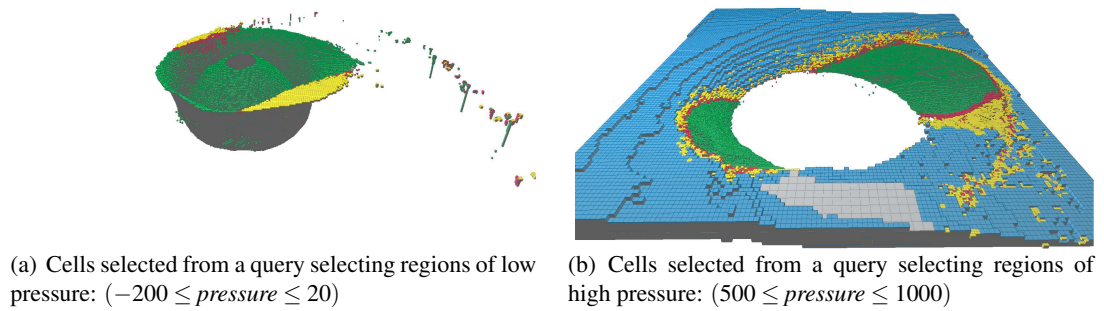 (a) Cells selected from a query selecting regions of low
pressure: (−200 ≤ pressure ≤ 20)
(b) Cells selected from a query selecting regions of
high pressure: (500 ≤ pressure ≤ 1000)